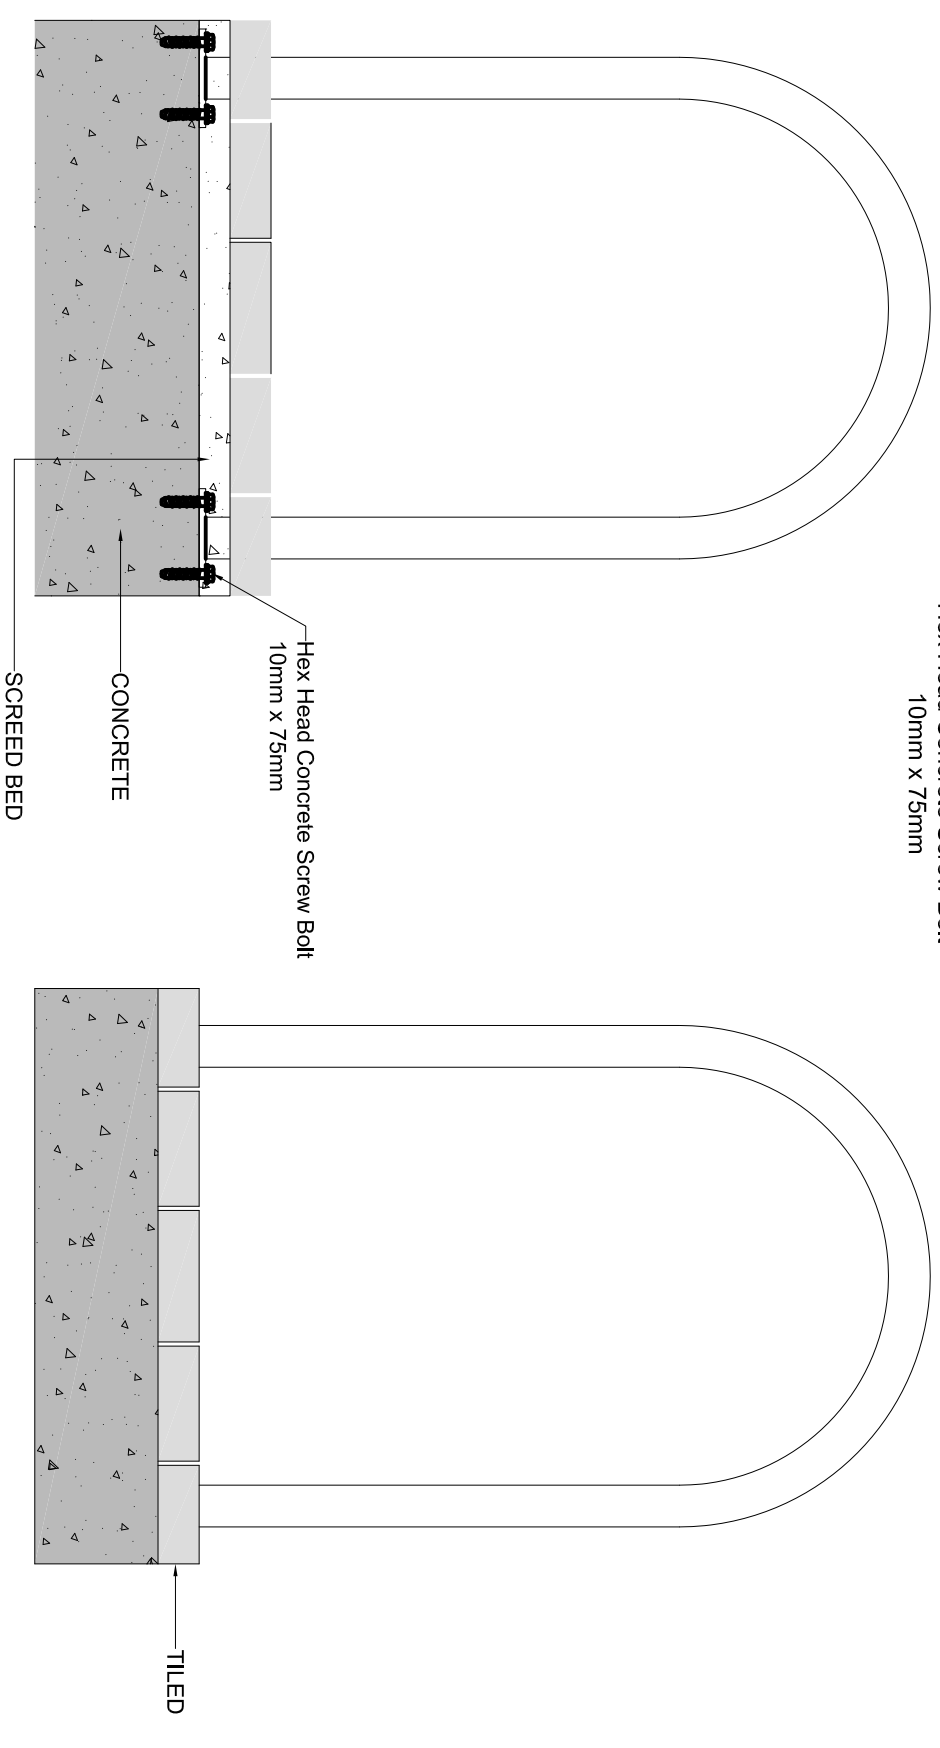 10mm x 75mm
Hex Head Concrete Screw Bolt
10mm x 75mm
CONCRETE
SCREED BED
TILED